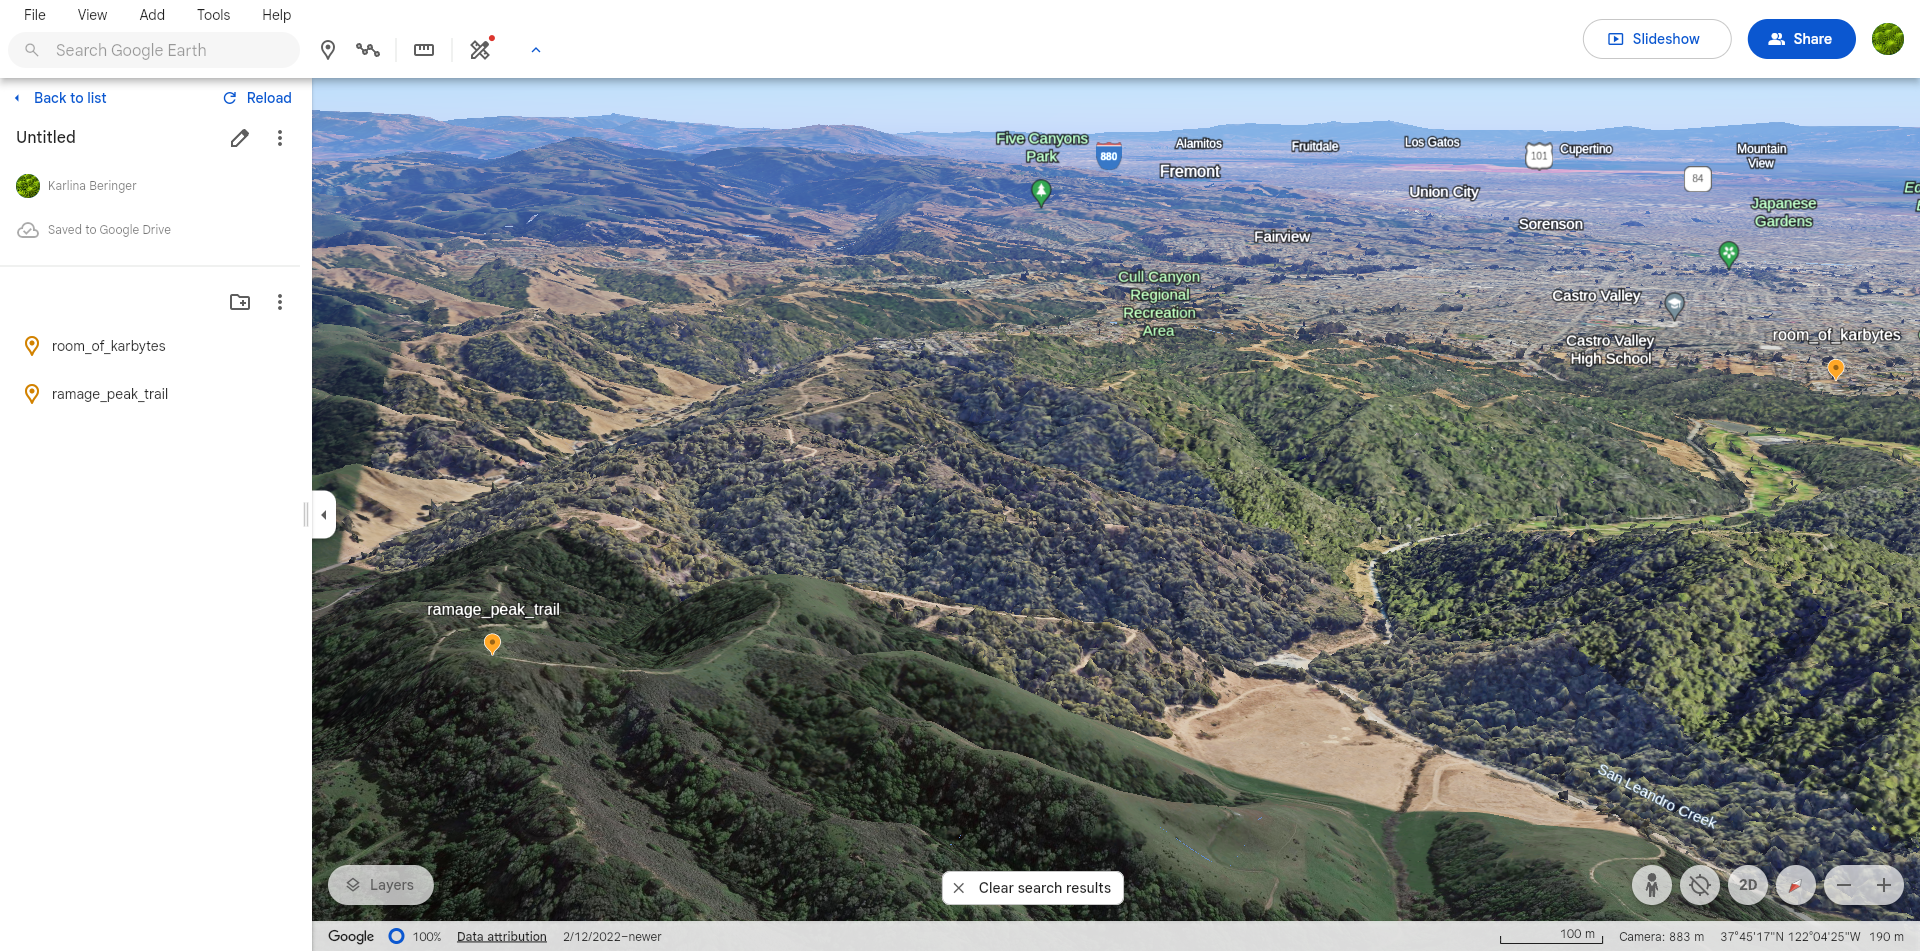 File View Add Tools Help
Search Google Earth
Slideshow
Share
Back to list
Reload
Untitled
Karlina Beringer
Saved to Google Drive
room_of_karbytes
ramage_peak_trail
Five Canyons
Park
880
Alamitos
Fremont
Fruitdale
Los Gatos
Union City
101
Cupertino
Mountain
View
84
Japanese
Gardens
Sorenson
Fairview
Cull Canyon
Regional
Recreation
Area
Castro Valley
Castro Valley
High School
room_of_karbytes
ramage_peak_trail
San Leandro Creek
Layers
Clear search results
2D
Google
100%
Data attribution
2/12/2022–newer
100 m
Camera: 883 m
37°45'17"N 122°04'25"W
190 m